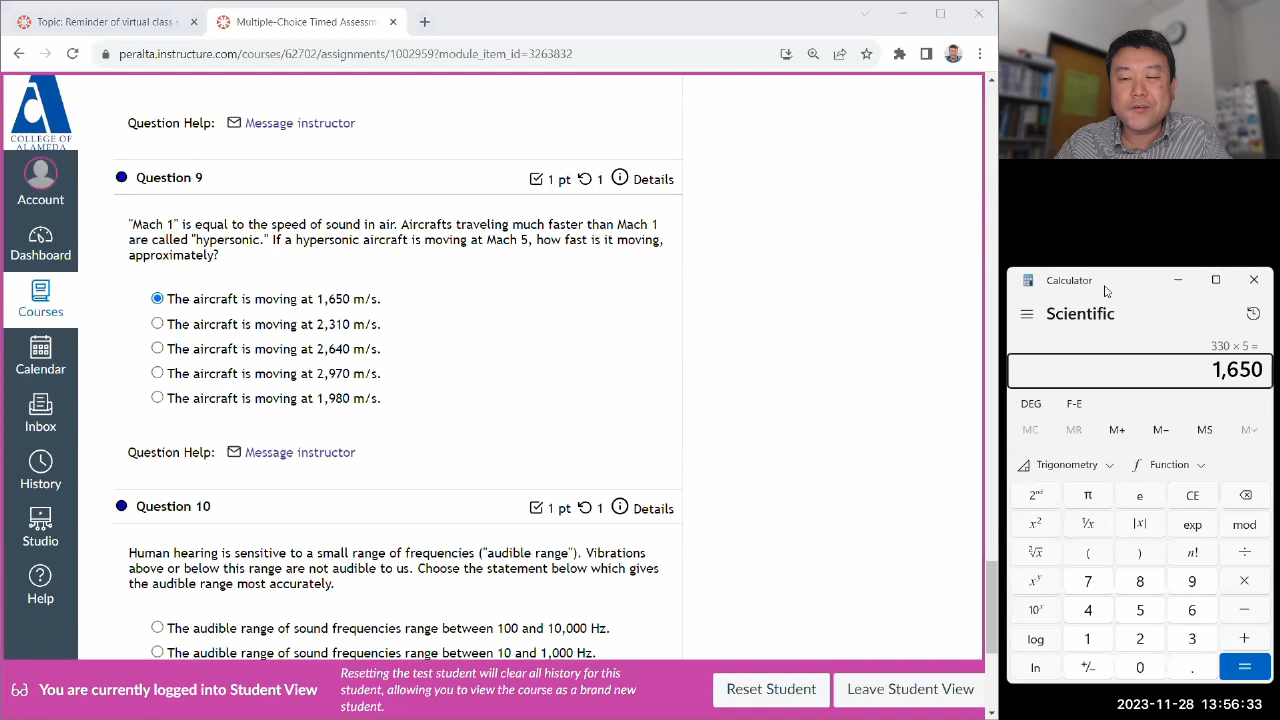 Topic: Reminder of virtual class s
Multiple-Choice Timed Assessm
peralta.instructure.com/courses/62702/assignments/1002959?module_item_id=3263832
COLLEGE OF
ALAMEDA
Account
Dashboard
Courses
Calendar
Inbox
History
Studio
Help
Question Help: Message instructor
Question 9
1 pt 1 Details
"Mach 1" is equal to the speed of sound in air. Aircrafts traveling much faster than Mach 1
are called "hypersonic." If a hypersonic aircraft is moving at Mach 5, how fast is it moving,
approximately?
The aircraft is moving at 1,650 m/s.
The aircraft is moving at 2,310 m/s.
The aircraft is moving at 2,640 m/s.
The aircraft is moving at 2,970 m/s.
The aircraft is moving at 1,980 m/s.
Question Help: Message instructor
Question 10
1 pt 1 Details
Human hearing is sensitive to a small range of frequencies ("audible range"). Vibrations
above or below this range are not audible to us. Choose the statement below which gives
the audible range most accurately.
The audible range of sound frequencies range between 100 and 10,000 Hz.
The audible range of sound frequencies range between 10 and 1,000 Hz.
You are currently logged into Student View
Resetting the test student will clear all history for this
student, allowing you to view the course as a brand new
student.
Reset Student
Leave Student View
Calculator
Scientific
330 × 5 =
1,650
DEG F-E
MC MR M+ M− MS M˅
Trigonometry Function
2ⁿᵈ π e CE
x² ¹/x |x| exp mod
²√x ( ) n! ÷
xʸ 7 8 9 ×
10ˣ 4 5 6 −
log 1 2 3 +
ln +/− 0 . =
2023-11-28 13:56:33